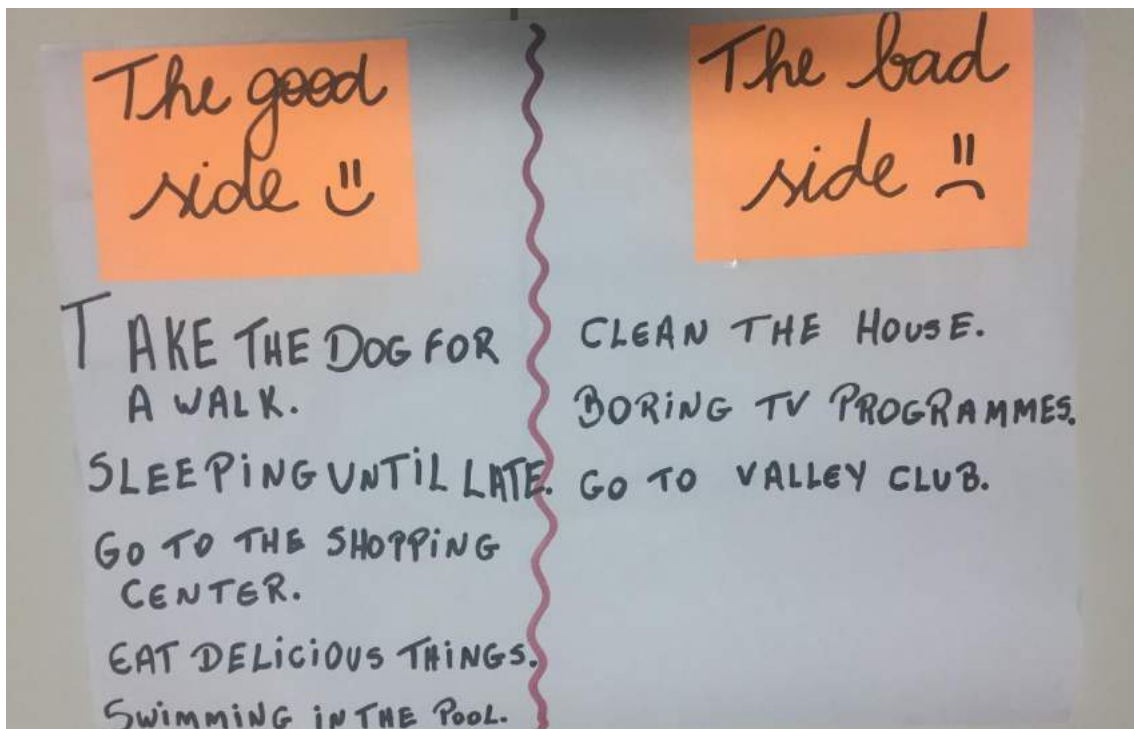 The good
side
TAKE THE DOG FOR
A WALK.
SLEEPING UNTIL LATE.
GO TO THE SHOPPING
CENTER.
EAT DELICIOUS THINGS.
SWIMMING IN THE POOL.
The bad
side
CLEAN THE HOUSE.
BORING TV PROGRAMMES.
GO TO VALLEY CLUB.